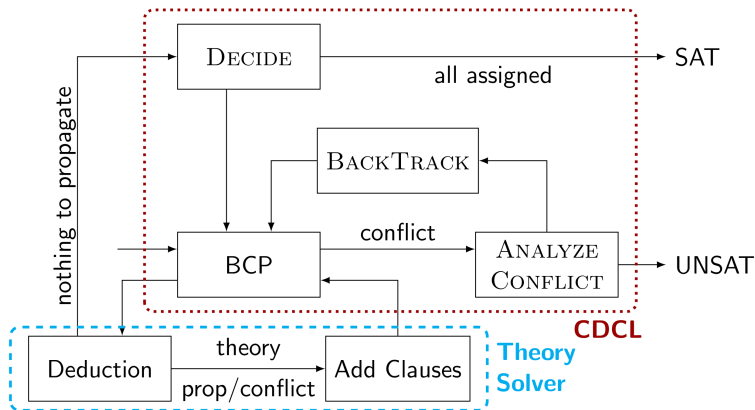 DECIDE
SAT
all assigned
nothing to propagate
BACKTRACK
conflict
BCP
ANALYZE
CONFLICT
UNSAT
CDCL
Deduction
theory
prop/conflict
Add Clauses
Theory
Solver